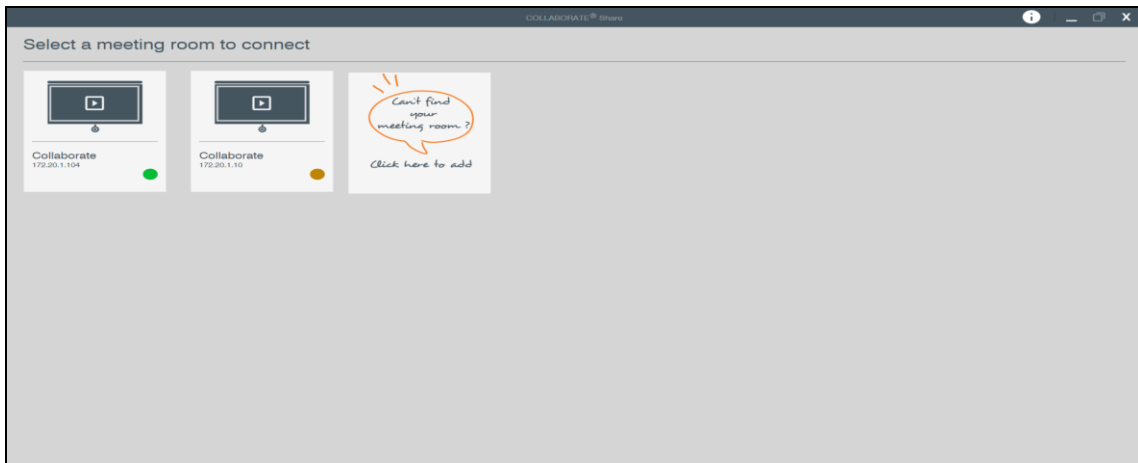 COLLABORATE® Share
Select a meeting room to connect
Collaborate
172.20.1.104
Collaborate
172.20.1.10
Can't find
your
meeting room ?
Click here to add